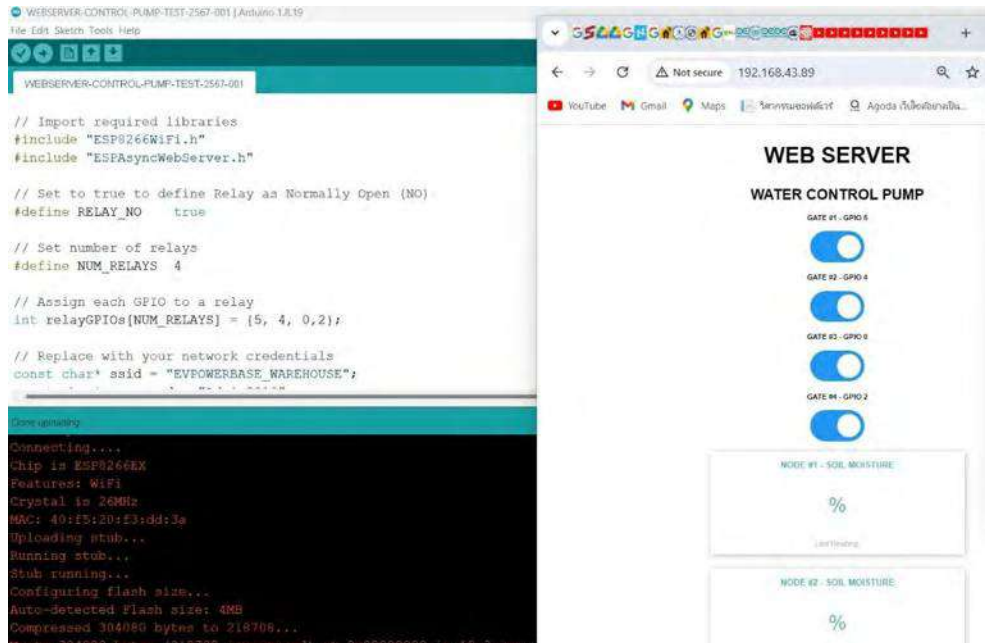 WEBSERVER-CONTROL-PUMP-TEST-2567-001 | Arduino 1.8.19
File Edit Sketch Tools Help
WEBSERVER-CONTROL-PUMP-TEST-2567-001
// Import required libraries
#include "ESP8266WiFi.h"
#include "ESPAsyncWebServer.h"
// Set to true to define Relay as Normally Open (NO)
#define RELAY_NO true
// Set number of relays
#define NUM_RELAYS 4
// Assign each GPIO to a relay
int relayGPIOs[NUM_RELAYS] = {5, 4, 0,2};
// Replace with your network credentials
const char* ssid = "EVPOWERBASE_WAREHOUSE";
Done uploading.
Connecting....
Chip is ESP8266EX
Features: WiFi
Crystal is 26MHz
MAC: 40:f5:20:f3:dd:3a
Uploading stub...
Running stub...
Stub running...
Configuring flash size...
Auto-detected Flash size: 4MB
Compressed 304080 bytes to 218708...
Not secure 192.168.43.89
YouTube Gmail Maps Agoda
WEB SERVER
WATER CONTROL PUMP
GATE #1 - GPIO 5
GATE #2 - GPIO 4
GATE #3 - GPIO 0
GATE #4 - GPIO 2
NODE #1 - SOIL MOISTURE
%
Last Reading:
NODE #2 - SOIL MOISTURE
%